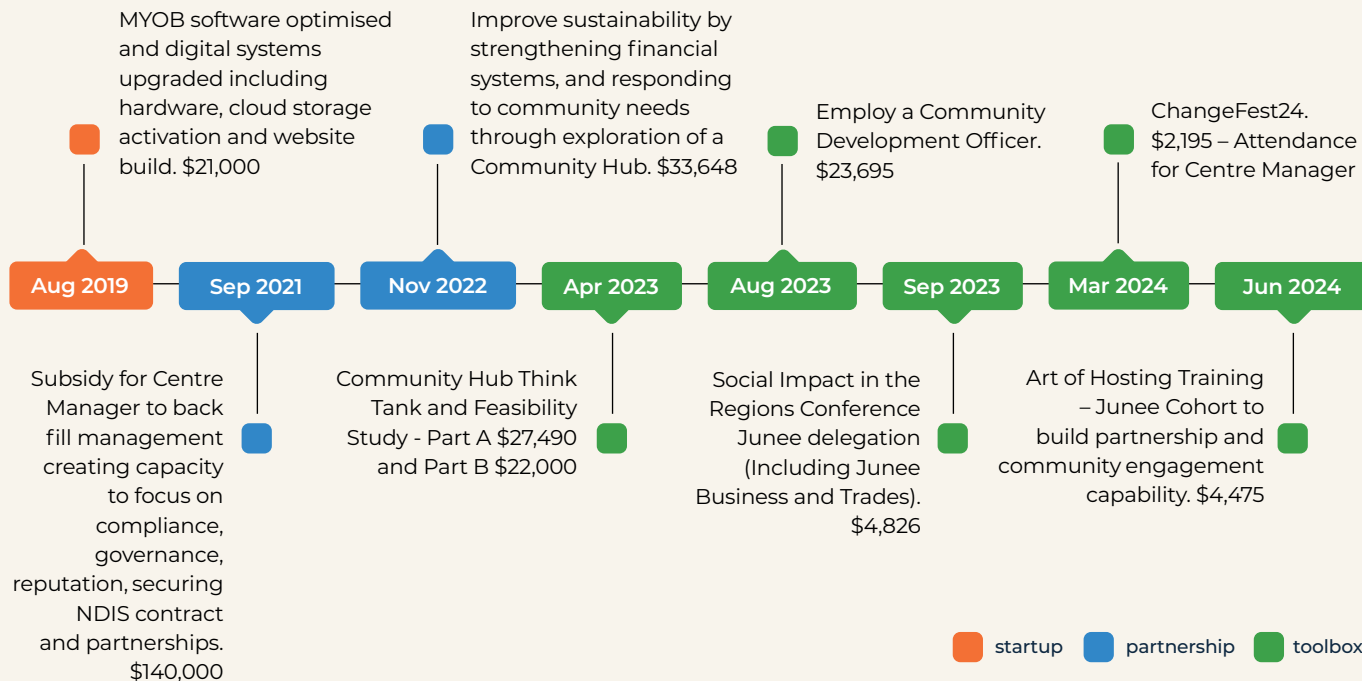 MYOB software optimised
and digital systems
upgraded including
hardware, cloud storage
activation and website
build. $21,000
Improve sustainability by
strengthening financial
systems, and responding
to community needs
through exploration of a
Community Hub. $33,648
Employ a Community
Development Officer.
$23,695
ChangeFest24.
$2,195 – Attendance
for Centre Manager
Aug 2019
Sep 2021
Nov 2022
Apr 2023
Aug 2023
Sep 2023
Mar 2024
Jun 2024
Subsidy for Centre
Manager to back
fill management
creating capacity
to focus on
compliance,
governance,
reputation, securing
NDIS contract
and partnerships.
$140,000
Community Hub Think
Tank and Feasibility
Study - Part A $27,490
and Part B $22,000
Social Impact in the
Regions Conference
Junee delegation
(Including Junee
Business and Trades).
$4,826
Art of Hosting Training
– Junee Cohort to
build partnership and
community engagement
capability. $4,475
startup
partnership
toolbox